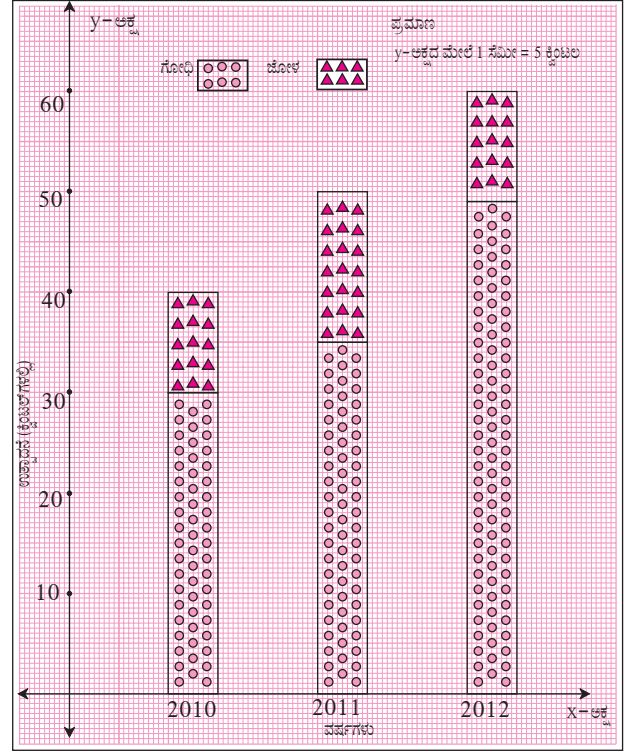 y-ಅಕ್ಷ
ಪ್ರಮಾಣ
y-ಅಕ್ಷದ ಮೇಲೆ 1 ಸೆಮೀ = 5 ಕ್ವಿಂಟಲ
ಗೋಧಿ
ಜೋಳ
60
50
40
30
20
10
ಉತ್ಪಾದನೆ (ಕ್ವಿಂಟಲ್‌ಗಳಲ್ಲಿ)
2010
2011
2012
x-ಅಕ್ಷ
ವರ್ಷಗಳು